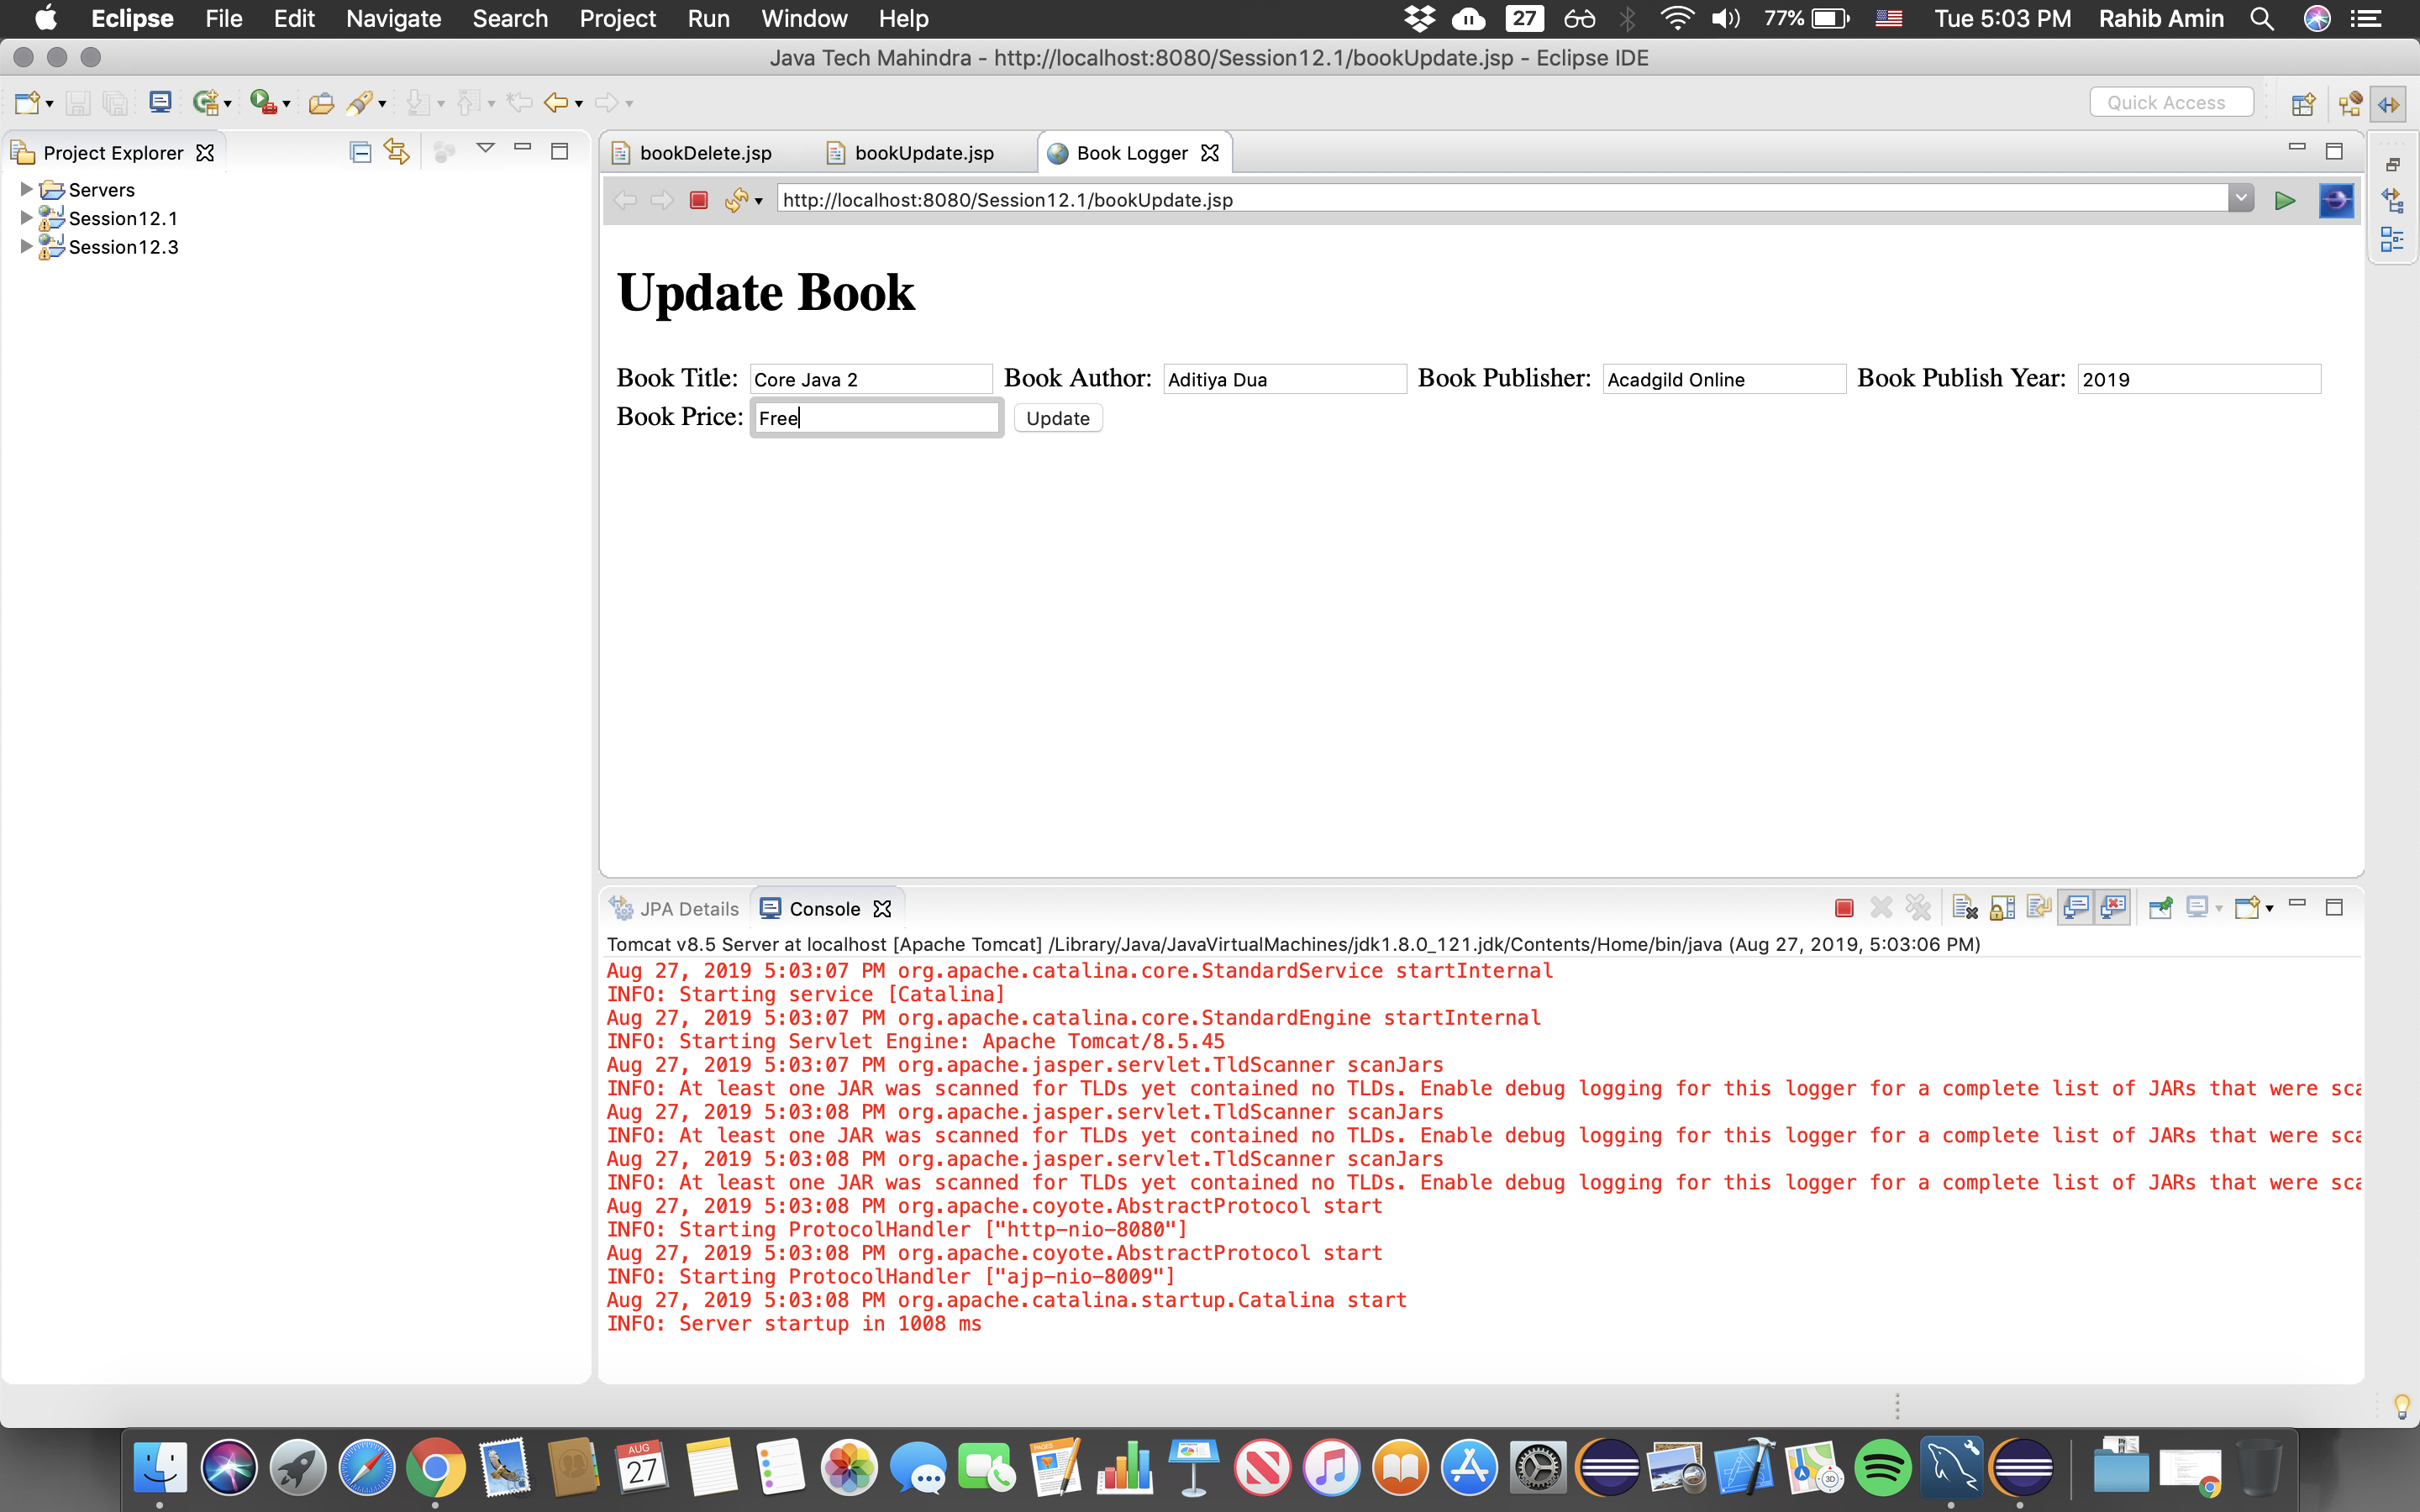 Eclipse File Edit Navigate Search Project Run Window Help 27 77% Tue 5:03 PM Rahib Amin
Java Tech Mahindra - http://localhost:8080/Session12.1/bookUpdate.jsp - Eclipse IDE
Quick Access
Project Explorer
Servers
Session12.1
Session12.3
bookDelete.jsp bookUpdate.jsp Book Logger
http://localhost:8080/Session12.1/bookUpdate.jsp
Update Book
Book Title: Core Java 2 Book Author: Aditiya Dua Book Publisher: Acadgild Online Book Publish Year: 2019
Book Price: Free Update
JPA Details Console
Tomcat v8.5 Server at localhost [Apache Tomcat] /Library/Java/JavaVirtualMachines/jdk1.8.0_121.jdk/Contents/Home/bin/java (Aug 27, 2019, 5:03:06 PM)
Aug 27, 2019 5:03:07 PM org.apache.catalina.core.StandardService startInternal
INFO: Starting service [Catalina]
Aug 27, 2019 5:03:07 PM org.apache.catalina.core.StandardEngine startInternal
INFO: Starting Servlet Engine: Apache Tomcat/8.5.45
Aug 27, 2019 5:03:07 PM org.apache.jasper.servlet.TldScanner scanJars
INFO: At least one JAR was scanned for TLDs yet contained no TLDs. Enable debug logging for this logger for a complete list of JARs that were sca
Aug 27, 2019 5:03:08 PM org.apache.jasper.servlet.TldScanner scanJars
INFO: At least one JAR was scanned for TLDs yet contained no TLDs. Enable debug logging for this logger for a complete list of JARs that were sca
Aug 27, 2019 5:03:08 PM org.apache.jasper.servlet.TldScanner scanJars
INFO: At least one JAR was scanned for TLDs yet contained no TLDs. Enable debug logging for this logger for a complete list of JARs that were sca
Aug 27, 2019 5:03:08 PM org.apache.coyote.AbstractProtocol start
INFO: Starting ProtocolHandler ["http-nio-8080"]
Aug 27, 2019 5:03:08 PM org.apache.coyote.AbstractProtocol start
INFO: Starting ProtocolHandler ["ajp-nio-8009"]
Aug 27, 2019 5:03:08 PM org.apache.catalina.startup.Catalina start
INFO: Server startup in 1008 ms
AUG
27
PAGES
3D